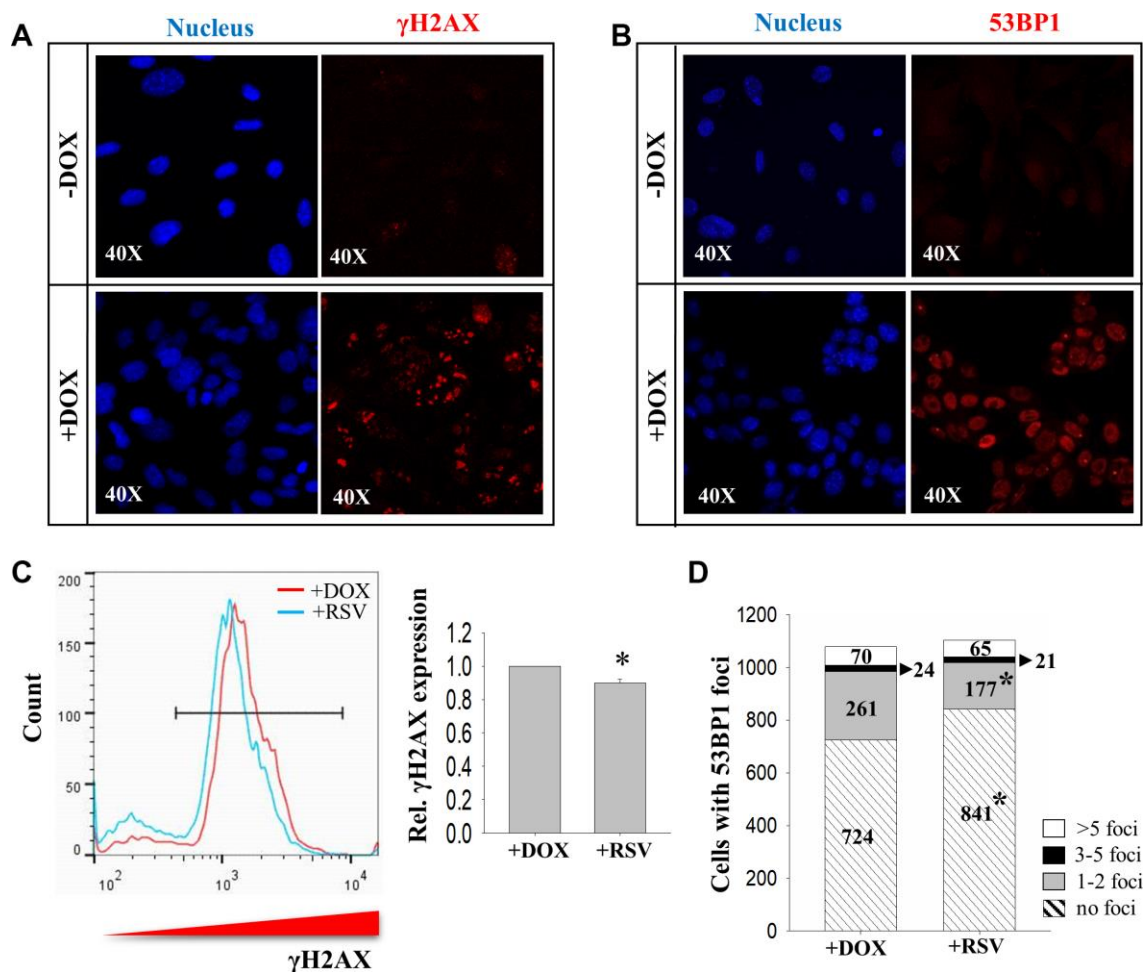 A
Nucleus
γH2AX
-DOX
40X
+DOX
40X
40X
B
Nucleus
53BP1
-DOX
40X
+DOX
40X
40X
C
Count
200
150
100
50
0
10²
10³
10⁴
+DOX
+RSV
γH2AX
Rel. γH2AX expression
1.2
1.0
0.8
0.6
0.4
0.2
0.0
*
+DOX
+RSV
D
Cells with 53BP1 foci
1200
1000
800
600
400
200
0
70
24
261
724
65
21
177*
841*
+DOX
+RSV
>5 foci
3-5 foci
1-2 foci
no foci